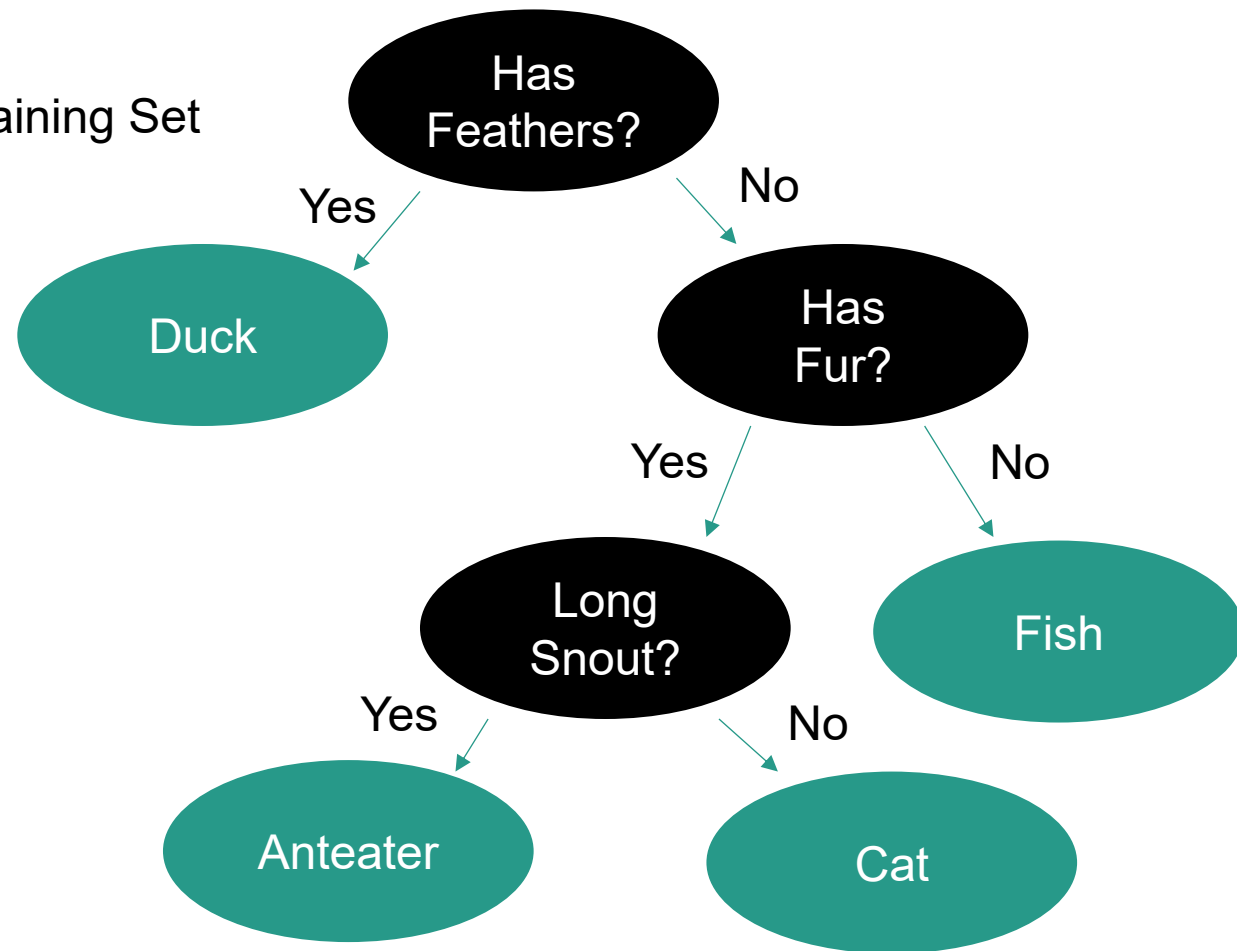 Has
Feathers?
aining Set
Yes
No
Duck
Has
Fur?
Yes
No
Long
Snout?
Fish
Yes
No
Anteater
Cat